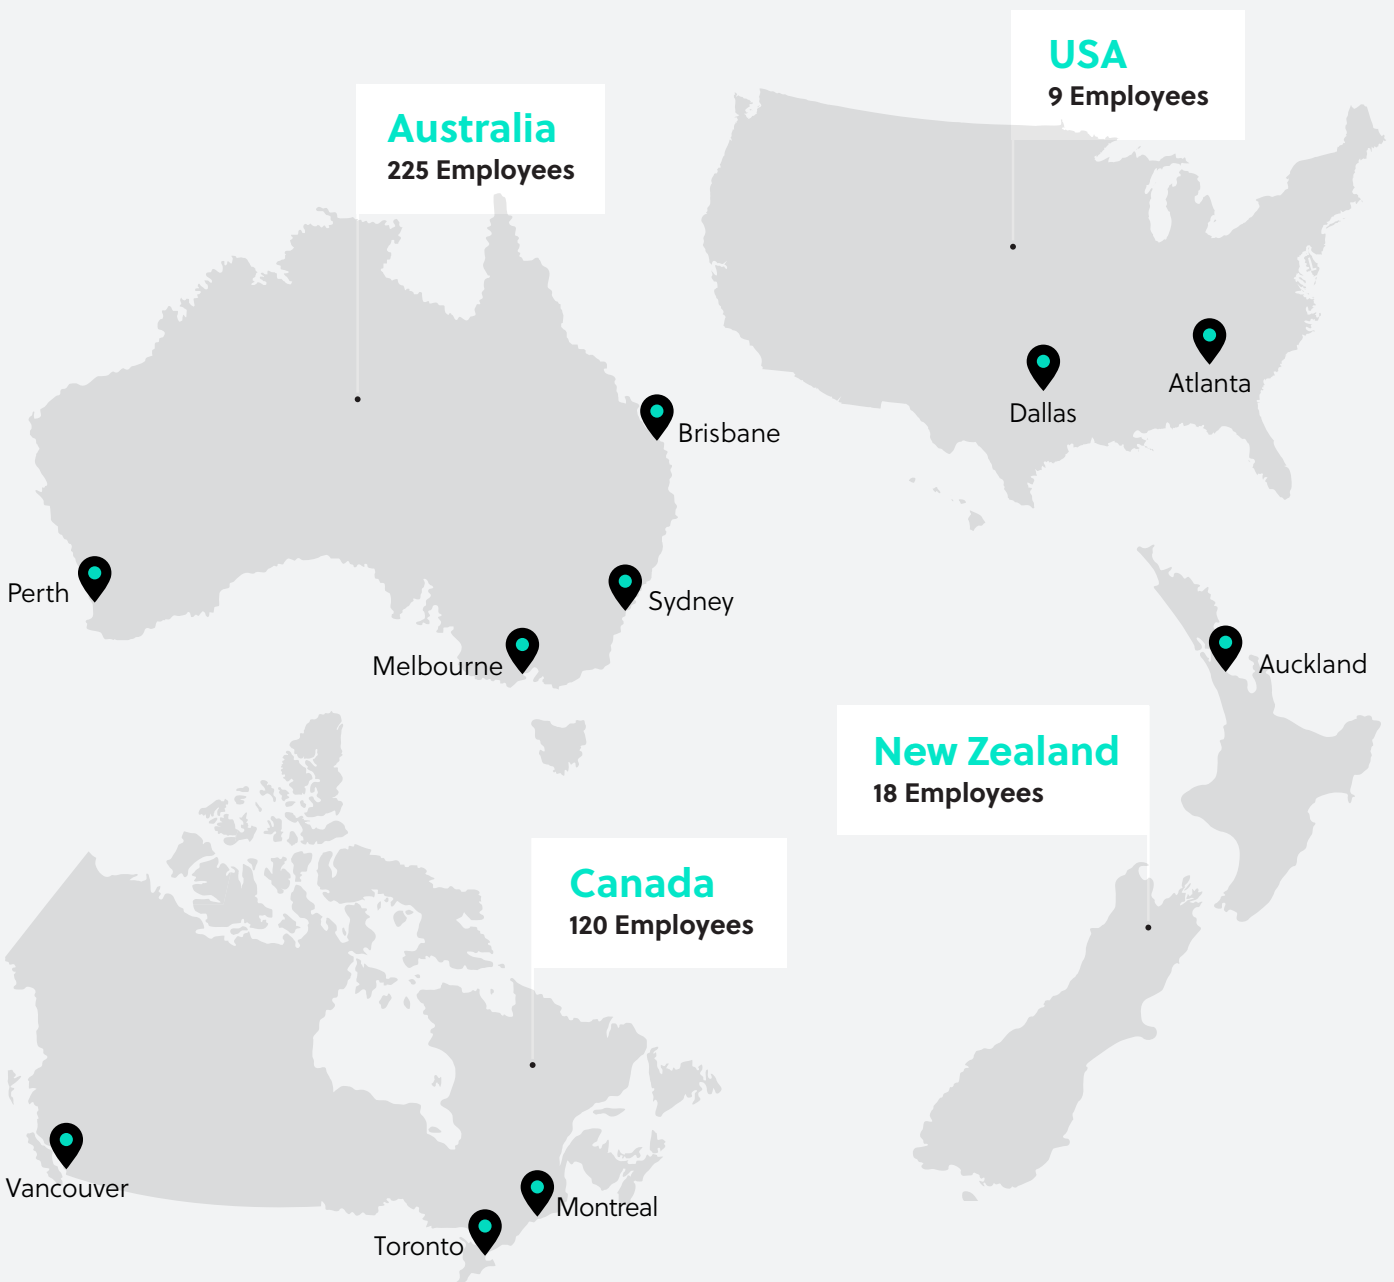 USA
9 Employees
Australia
225 Employees
Atlanta
Dallas
Brisbane
Perth
Sydney
Melbourne
Auckland
New Zealand
18 Employees
Canada
120 Employees
Vancouver
Montreal
Toronto